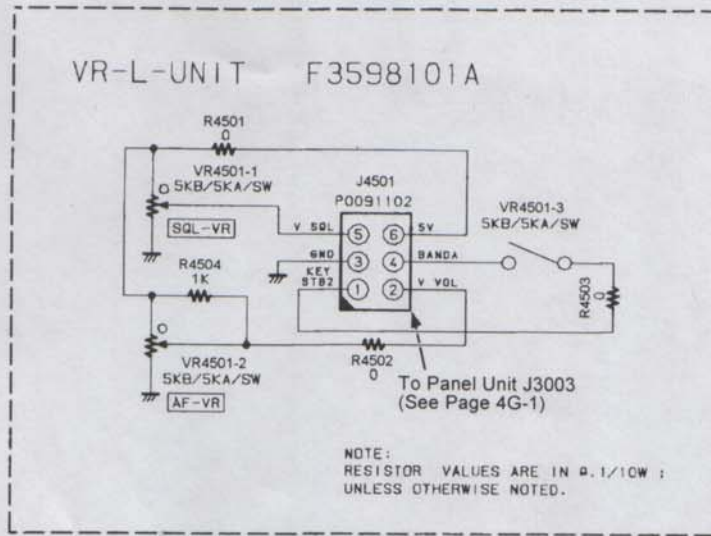 VR-L-UNIT F3598101A
R4501
0
VR4501-1
5KB/5KA/SW
SQL-VR
J4501
P0091102
V SQL 5 6 5V
GND 3 4 BANDA
KEY
STB2 1 2 V VOL
VR4501-3
5KB/5KA/SW
R4503
0
R4504
1K
VR4501-2
5KB/5KA/SW
AF-VR
R4502
0
To Panel Unit J3003
(See Page 4G-1)
NOTE:
RESISTOR VALUES ARE IN Ω.1/10W ;
UNLESS OTHERWISE NOTED.